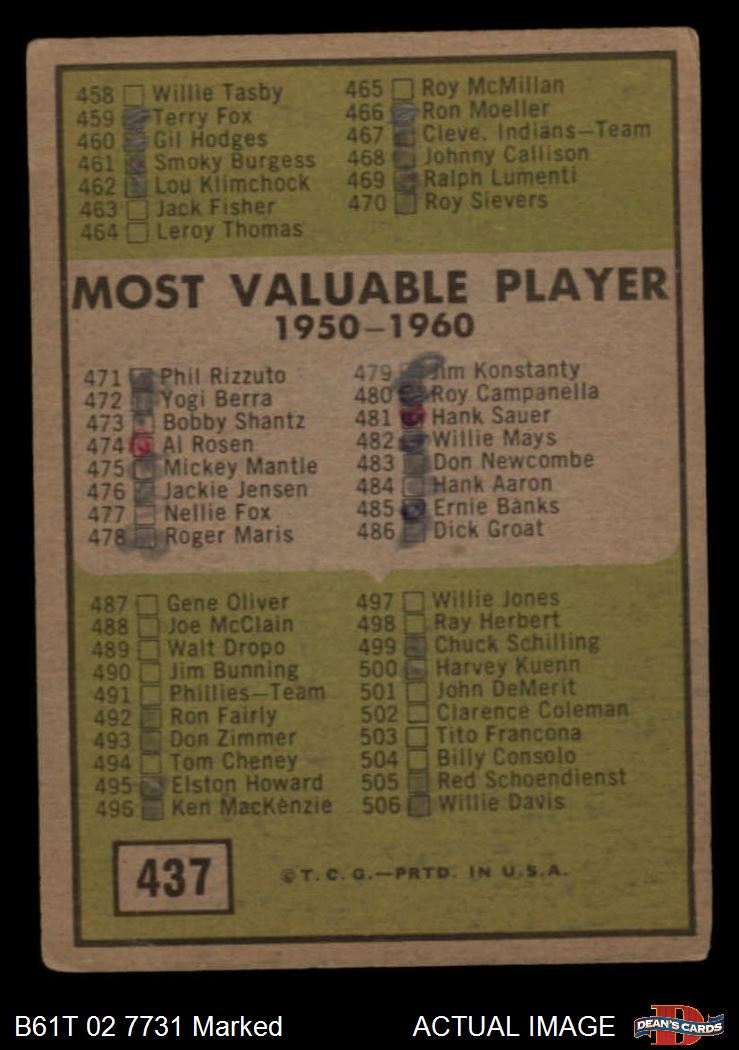 458 Willie Tasby
459 Terry Fox
460 Gil Hodges
461 Smoky Burgess
462 Lou Klimchock
463 Jack Fisher
464 Leroy Thomas
465 Roy McMillan
466 Ron Moeller
467 Cleve. Indians—Team
468 Johnny Callison
469 Ralph Lumenti
470 Roy Sievers
MOST VALUABLE PLAYER
1950—1960
471 Phil Rizzuto
472 Yogi Berra
473 Bobby Shantz
474 Al Rosen
475 Mickey Mantle
476 Jackie Jensen
477 Nellie Fox
478 Roger Maris
479 Jim Konstanty
480 Roy Campanella
481 Hank Sauer
482 Willie Mays
483 Don Newcombe
484 Hank Aaron
485 Ernie Banks
486 Dick Groat
487 Gene Oliver
488 Joe McClain
489 Walt Dropo
490 Jim Bunning
491 Phillies—Team
492 Ron Fairly
493 Don Zimmer
494 Tom Cheney
495 Elston Howard
496 Ken MacKenzie
497 Willie Jones
498 Ray Herbert
499 Chuck Schilling
500 Harvey Kuenn
501 John DeMerit
502 Clarence Coleman
503 Tito Francona
504 Billy Consolo
505 Red Schoendienst
506 Willie Davis
437
© T. C. G.—PRTD. IN U.S.A.
B61T 02 7731 Marked
ACTUAL IMAGE
DEAN'S CARDS